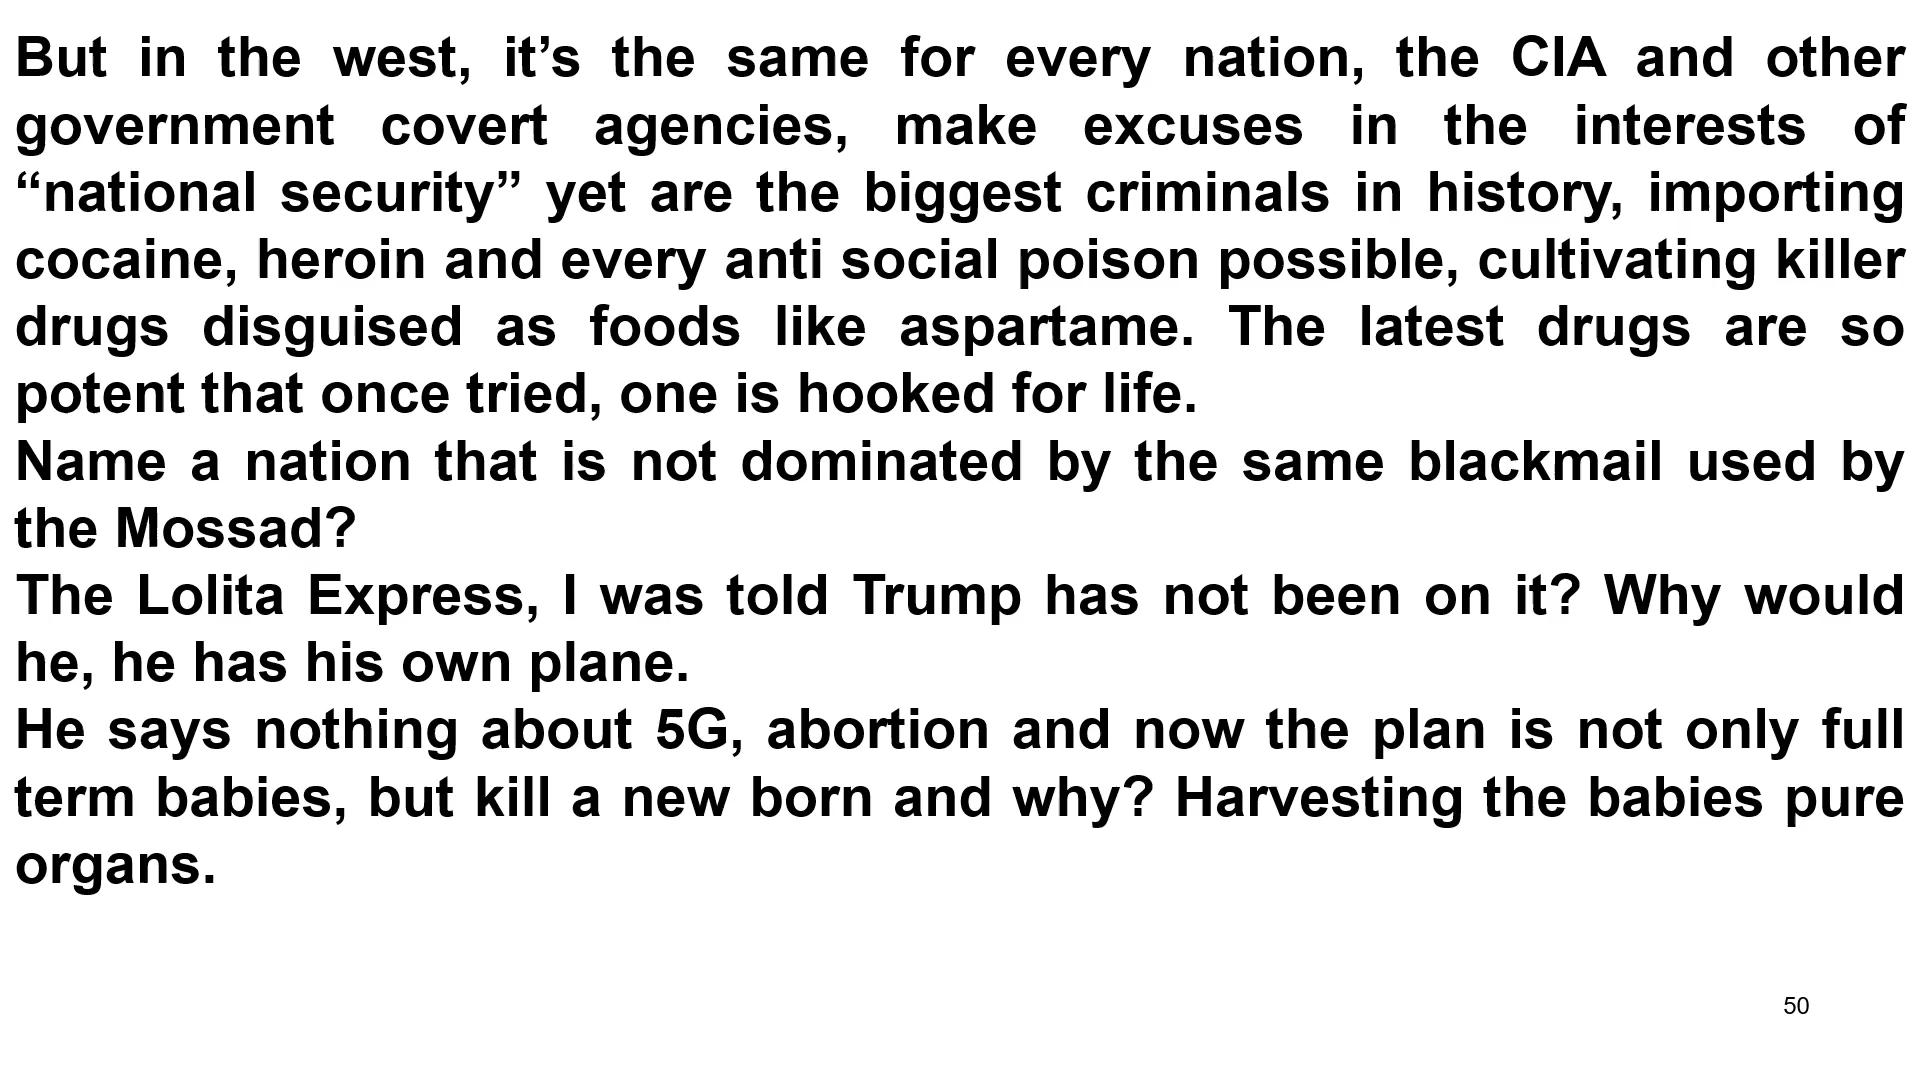 But in the west, it’s the same for every nation, the CIA and other
government covert agencies, make excuses in the interests of
“national security” yet are the biggest criminals in history, importing
cocaine, heroin and every anti social poison possible, cultivating killer
drugs disguised as foods like aspartame. The latest drugs are so
potent that once tried, one is hooked for life.
Name a nation that is not dominated by the same blackmail used by
the Mossad?
The Lolita Express, I was told Trump has not been on it? Why would
he, he has his own plane.
He says nothing about 5G, abortion and now the plan is not only full
term babies, but kill a new born and why? Harvesting the babies pure
organs.
50